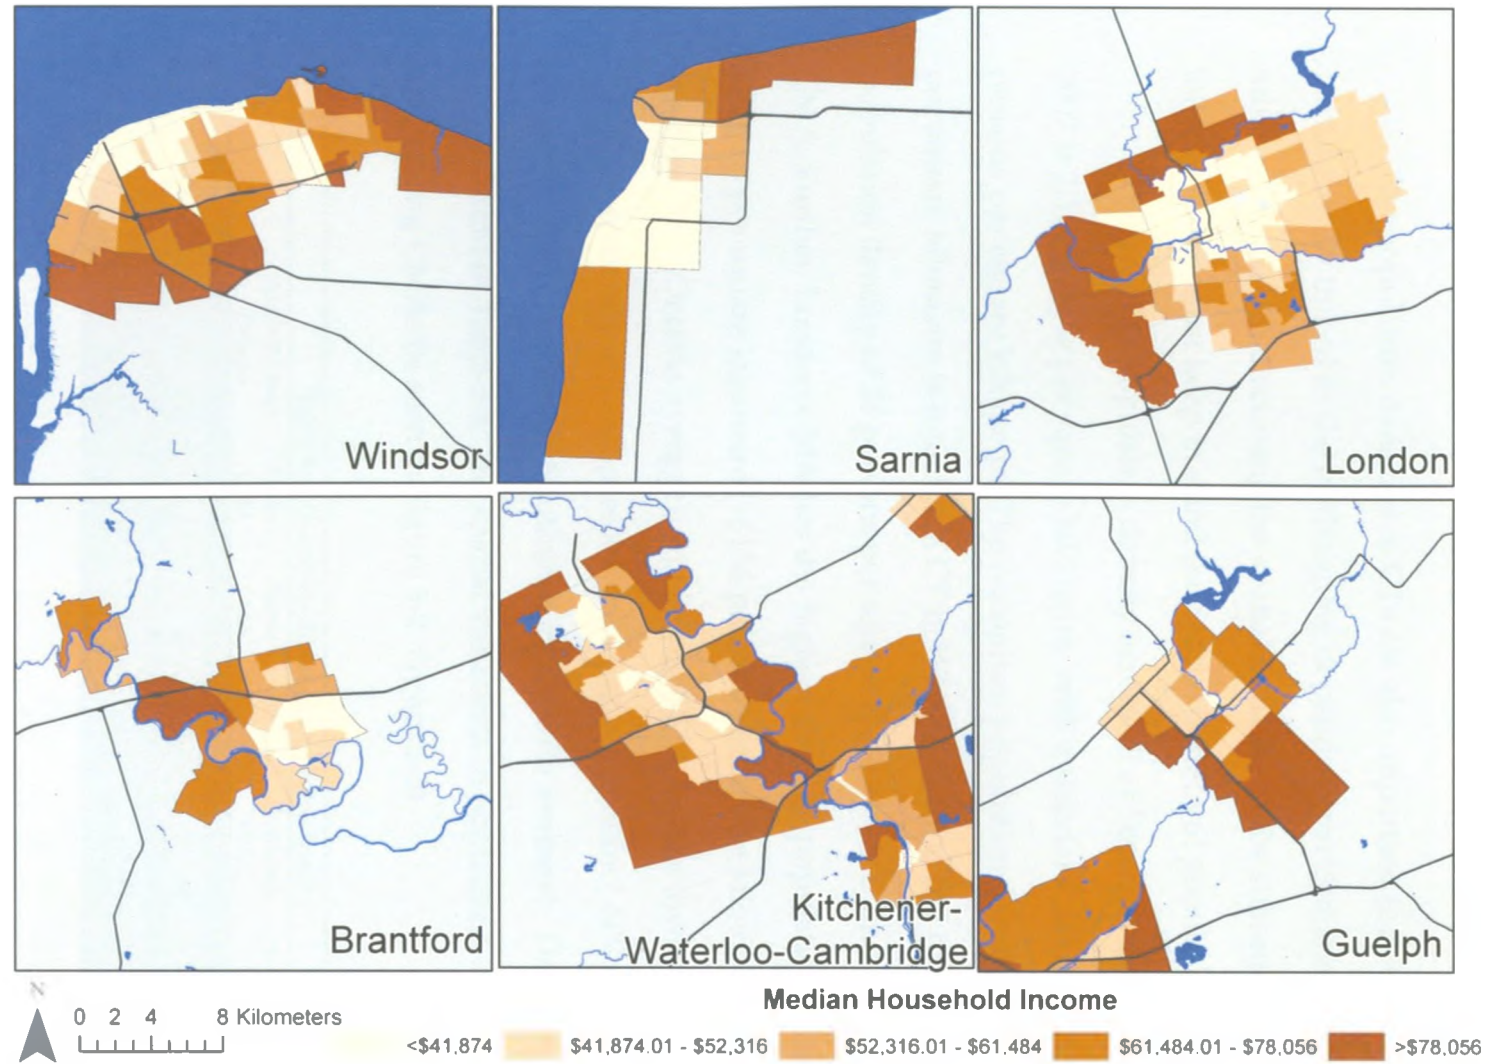 Windsor
Sarnia
London
Brantford
Kitchener-
Waterloo-Cambridge
Guelph
Median Household Income
N
0 2 4 8 Kilometers
<$41,874 $41,874.01 - $52,316 $52,316.01 - $61,484 $61,484.01 - $78,056 >$78,056